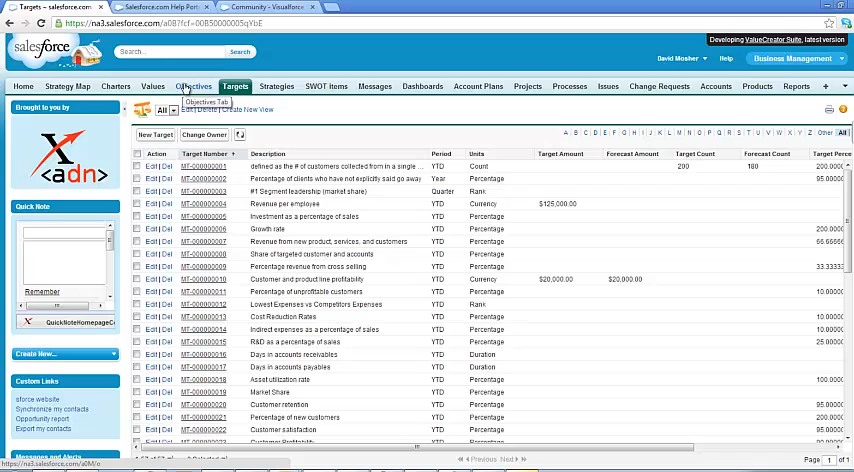 Targets ~ salesforce.com
Salesforce.com Help Port
Community - Visualforce
https://na3.salesforce.com/a0B?fcf=00B50000005qYbE
salesforce
Search...
Search
Developing ValueCreator Suite, latest version
David Mosher
Help
Business Management
Home Strategy Map Charters Values Objectives Targets Strategies SWOT Items Messages Dashboards Account Plans Projects Processes Issues Change Requests Accounts Products Reports +
Objectives Tab
Brought to you by
X
<adn>
Quick Note
Remember
QuickNoteHomepageC
Create New...
Custom Links
sforce website
Synchronize my contacts
Opportunity report
Export my contacts
Messages and Alerts
All Edit | Delete | Create New View
New Target Change Owner
A B C D E F G H I J K L M N O P Q R S T U V W X Y Z Other All
Action Target Number Description Period Units Target Amount Forecast Amount Target Count Forecast Count Target Perce
Edit | Del MT-000000001 defined as the # of customers collected from in a single ... YTD Count 200 180 200.0000
Edit | Del MT-000000002 Percentage of clients who have not explicitly said go away Year Percentage 95.0000
Edit | Del MT-000000003 #1 Segment leadership (market share) Quarter Rank
Edit | Del MT-000000004 Revenue per employee YTD Currency $125,000.00
Edit | Del MT-000000005 Investment as a percentage of sales YTD Percentage
Edit | Del MT-000000006 Growth rate YTD Percentage 200.0000
Edit | Del MT-000000007 Revenue from new product, services, and customers YTD Percentage 66.6666
Edit | Del MT-000000008 Share of targeted customer and accounts YTD Percentage
Edit | Del MT-000000009 Percentage revenue from cross selling YTD Percentage 33.3333
Edit | Del MT-000000010 Customer and product line profitability YTD Currency $20,000.00 $20,000.00
Edit | Del MT-000000011 Percentage of unprofitable customers YTD Percentage 10.0000
Edit | Del MT-000000012 Lowest Expenses vs Competitors Expenses YTD Rank
Edit | Del MT-000000013 Cost Reduction Rates YTD Percentage 10.0000
Edit | Del MT-000000014 Indirect expenses as a percentage of sales YTD Percentage 10.0000
Edit | Del MT-000000015 R&D as a percentage of sales YTD Percentage 25.0000
Edit | Del MT-000000016 Days in accounts receivables YTD Duration
Edit | Del MT-000000017 Days in accounts payables YTD Duration
Edit | Del MT-000000018 Asset utilization rate YTD Percentage 100.000
Edit | Del MT-000000019 Market Share YTD Percentage
Edit | Del MT-000000020 Customer retention YTD Percentage 95.0000
Edit | Del MT-000000021 Percentage of new customers YTD Percentage 200.0000
Edit | Del MT-000000022 Customer satisfaction YTD Percentage 95.0000
Customer Profitability
0 Selected
Previous Next
Page 1 of 1
https://na3.salesforce.com/a0M/o